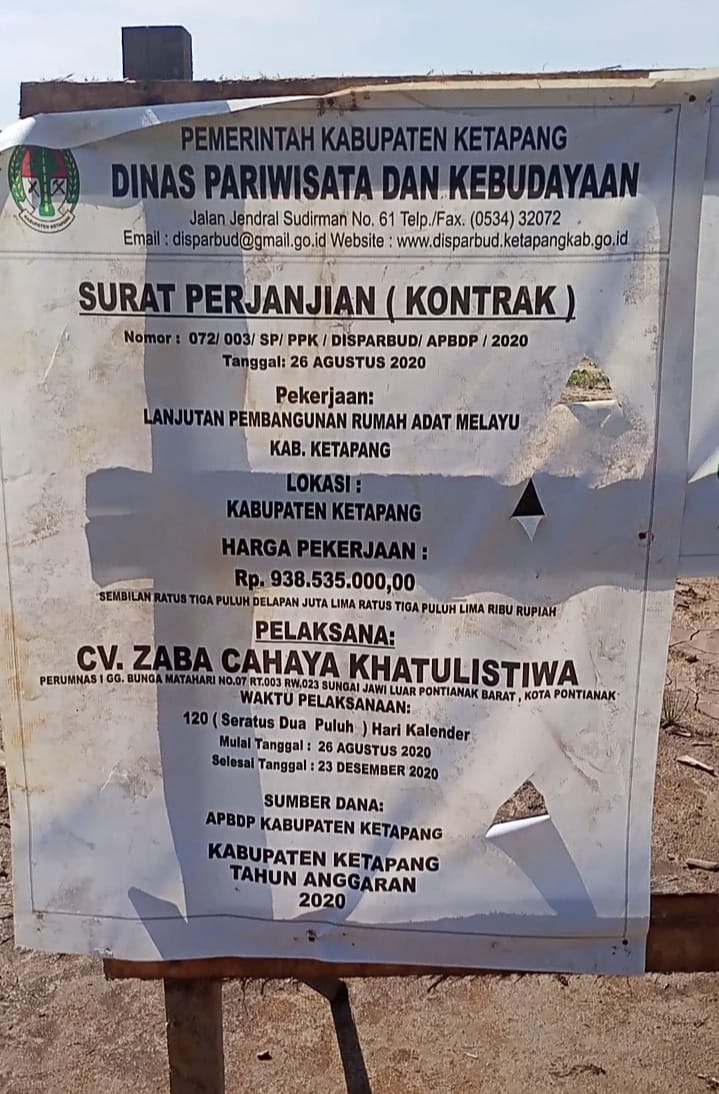 PEMERINTAH KABUPATEN KETAPANG
DINAS PARIWISATA DAN KEBUDAYAAN
Jalan Jendral Sudirman No. 61 Telp./Fax. (0534) 32072
Email : disparbud@gmail.go.id Website : www.disparbud.ketapangkab.go.id
KABUPATEN KETAPANG
SURAT PERJANJIAN ( KONTRAK )
Nomor : 072/ 003/ SP/ PPK / DISPARBUD/ APBDP / 2020
Tanggal: 26 AGUSTUS 2020
Pekerjaan:
LANJUTAN PEMBANGUNAN RUMAH ADAT MELAYU
KAB. KETAPANG
LOKASI :
KABUPATEN KETAPANG
HARGA PEKERJAAN :
Rp. 938.535.000,00
SEMBILAN RATUS TIGA PULUH DELAPAN JUTA LIMA RATUS TIGA PULUH LIMA RIBU RUPIAH
PELAKSANA:
CV. ZABA CAHAYA KHATULISTIWA
PERUMNAS I GG. BUNGA MATAHARI NO.07 RT.003 RW.023 SUNGAI JAWI LUAR PONTIANAK BARAT , KOTA PONTIANAK
WAKTU PELAKSANAAN:
120 ( Seratus Dua Puluh ) Hari Kalender
Mulai Tanggal : 26 AGUSTUS 2020
Selesai Tanggal : 23 DESEMBER 2020
SUMBER DANA:
APBDP KABUPATEN KETAPANG
KABUPATEN KETAPANG
TAHUN ANGGARAN
2020